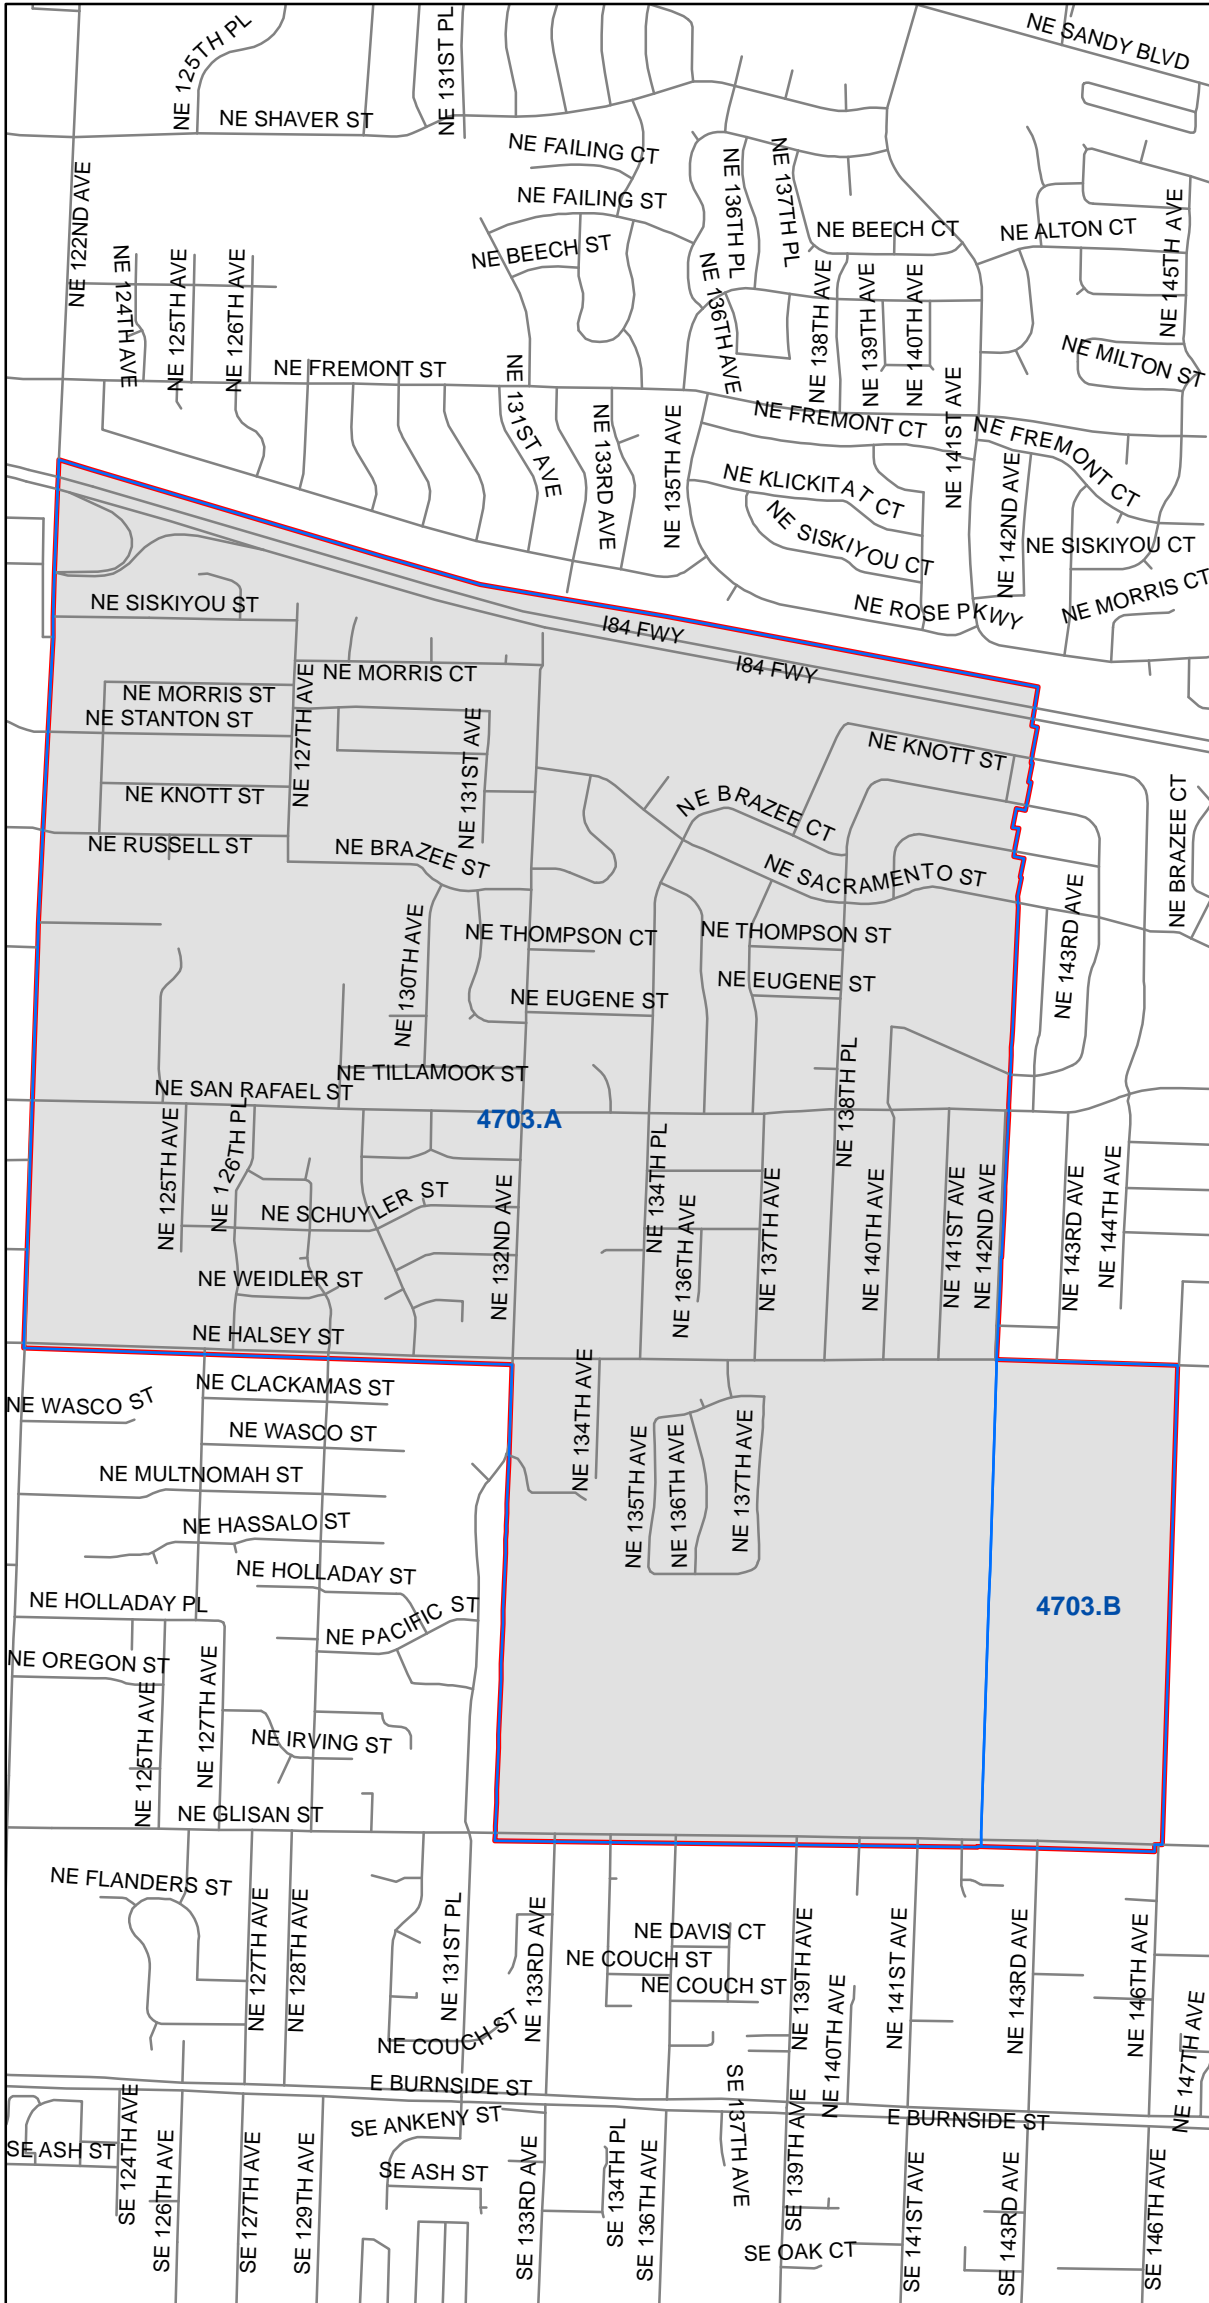 NE SANDY BLVD
NE 125TH PL
NE 131ST PL
NE SHAVER ST
NE FAILING CT
NE 136TH PL
NE 137TH PL
NE FAILING ST
NE 122ND AVE
NE BEECH CT
NE ALTON CT
NE 145TH AVE
NE BEECH ST
NE 124TH AVE
NE 125TH AVE
NE 126TH AVE
NE 136TH AVE
NE 138TH AVE
NE 139TH AVE
NE 140TH AVE
NE MILTON ST
NE FREMONT ST
NE 131ST AVE
NE 133RD AVE
NE 135TH AVE
NE FREMONT CT
NE 141ST AVE
NE FREMONT CT
NE KLICKITAT CT
NE 142ND AVE
NE SISKIYOU CT
NE SISKIYOU CT
NE ROSE PKWY
NE MORRIS CT
NE SISKIYOU ST
I84 FWY
I84 FWY
NE MORRIS CT
NE MORRIS ST
NE STANTON ST
NE 127TH AVE
NE 131ST AVE
NE KNOTT ST
NE KNOTT ST
NE BRAZEE CT
NE BRAZEE CT
NE RUSSELL ST
NE BRAZEE ST
NE SACRAMENTO ST
NE 143RD AVE
NE 130TH AVE
NE THOMPSON CT
NE THOMPSON ST
NE EUGENE ST
NE EUGENE ST
NE TILLAMOOK ST
NE SAN RAFAEL ST
NE 138TH PL
4703.A
NE 125TH AVE
NE 126TH PL
NE SCHUYLER ST
NE 132ND AVE
NE 134TH PL
NE 136TH AVE
NE 137TH AVE
NE 140TH AVE
NE 141ST AVE
NE 142ND AVE
NE 143RD AVE
NE 144TH AVE
NE WEIDLER ST
NE HALSEY ST
NE CLACKAMAS ST
NE WASCO ST
NE WASCO ST
NE 134TH AVE
NE 135TH AVE
NE 136TH AVE
NE 137TH AVE
NE MULTNOMAH ST
NE HASSALO ST
NE HOLLADAY ST
NE HOLLADAY PL
NE PACIFIC ST
4703.B
NE OREGON ST
NE 125TH AVE
NE 127TH AVE
NE IRVING ST
NE GLISAN ST
NE FLANDERS ST
NE 127TH AVE
NE 128TH AVE
NE 131ST PL
NE 133RD AVE
NE DAVIS CT
NE COUCH ST
NE COUCH ST
NE 139TH AVE
NE 140TH AVE
NE 141ST AVE
NE 143RD AVE
NE 146TH AVE
NE 147TH AVE
NE COUCH ST
E BURNSIDE ST
E BURNSIDE ST
SE ANKENY ST
SE ASH ST
SE ASH ST
SE 124TH AVE
SE 126TH AVE
SE 127TH AVE
SE 129TH AVE
SE 133RD AVE
SE 134TH PL
SE 136TH AVE
SE 137TH AVE
SE 139TH AVE
SE OAK CT
SE 141ST AVE
SE 143RD AVE
SE 146TH AVE